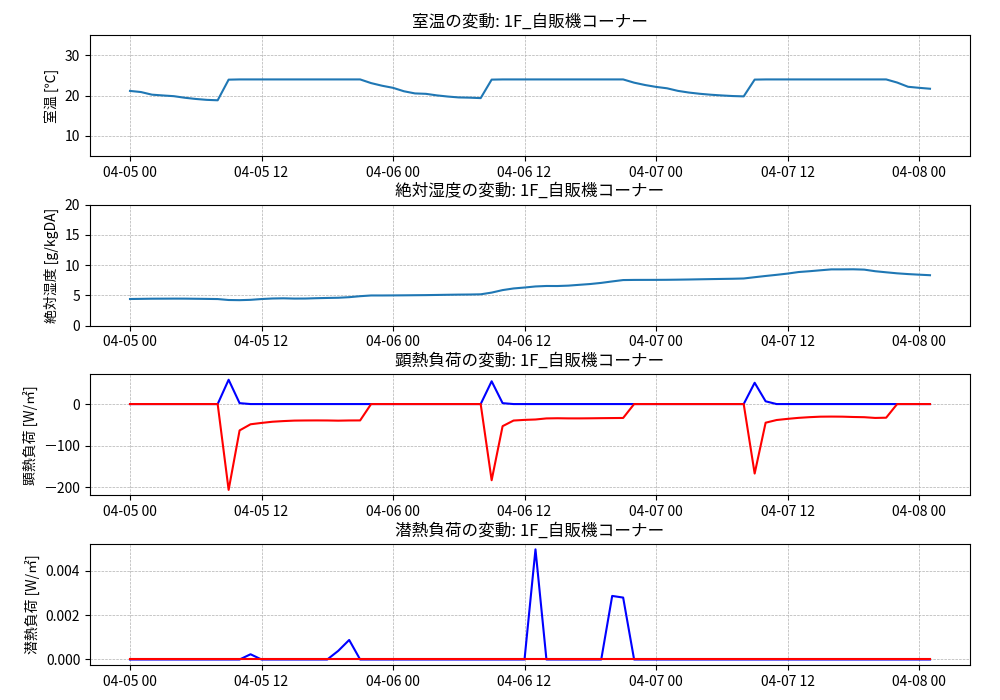 室温の変動: 1F_自販機コーナー
室温 [℃]
30
20
10
04-05 00 04-05 12 04-06 00 04-06 12 04-07 00 04-07 12 04-08 00
絶対湿度の変動: 1F_自販機コーナー
絶対湿度 [g/kgDA]
20
15
10
5
0
04-05 00 04-05 12 04-06 00 04-06 12 04-07 00 04-07 12 04-08 00
顕熱負荷の変動: 1F_自販機コーナー
顕熱負荷 [W/㎡]
0
−100
−200
04-05 00 04-05 12 04-06 00 04-06 12 04-07 00 04-07 12 04-08 00
潜熱負荷の変動: 1F_自販機コーナー
潜熱負荷 [W/㎡]
0.004
0.002
0.000
04-05 00 04-05 12 04-06 00 04-06 12 04-07 00 04-07 12 04-08 00